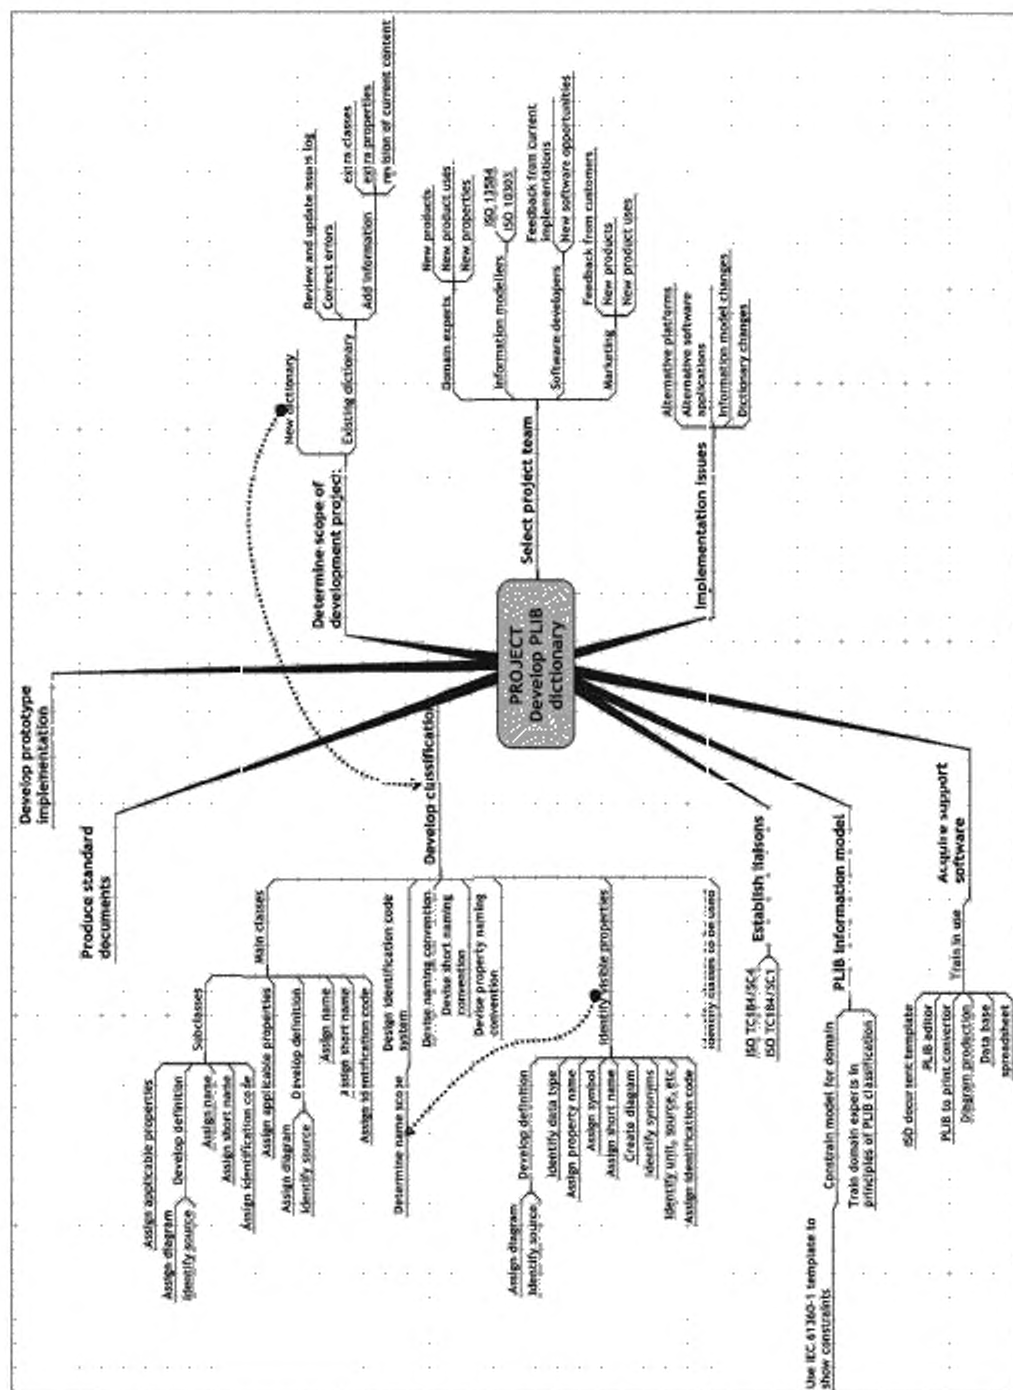 PROJECT
Develop PLIB
dictionary
Develop prototype
implementation
Produce standard
documents
Determine scope of
development project
New dictionary
Existing dictionary
Review and update issues log
Correct errors
Add information
extra classes
extra properties
revision of current content
Select project team
Domain experts
New products
New product uses
New properties
Information modellers
ISO 13584
ISO 10303
Software developers
Feedback from current
implementations
New software opportunities
Marketing
Feedback from customers
New products
New product uses
Implementation issues
Alternative platforms
Alternative software
applications
Information model changes
Dictionary changes
Develop classification
Main classes
Subclasses
Assign applicable properties
Develop definition
Assign diagram
Identify source
Assign name
Assign short name
Assign identification code
Assign applicable properties
Develop definition
Assign diagram
Identify source
Assign name
Assign short name
Assign identification code
Design identification code
system
Determine name scope
Devise naming convention
Devise short naming
convention
Devise property naming
convention
Identify visible properties
Develop definition
Assign diagram
Identify source
Identify data type
Assign property name
Assign symbol
Assign short name
Create diagram
Identify synonyms
Identify unit, source, etc
Assign identification code
Identify classes to be used
Establish liaisons
ISO TC184/SC4
ISO TC184/SC1
PLIB information model
Constrain model for domain
Use IEC 61360-1 template to
show constraints
Train domain experts in
principles of PLIB classification
Acquire support
software
Train in use
ISO document template
PLIB editor
PLIB to print convertor
Diagram production
Data base
spreadsheet